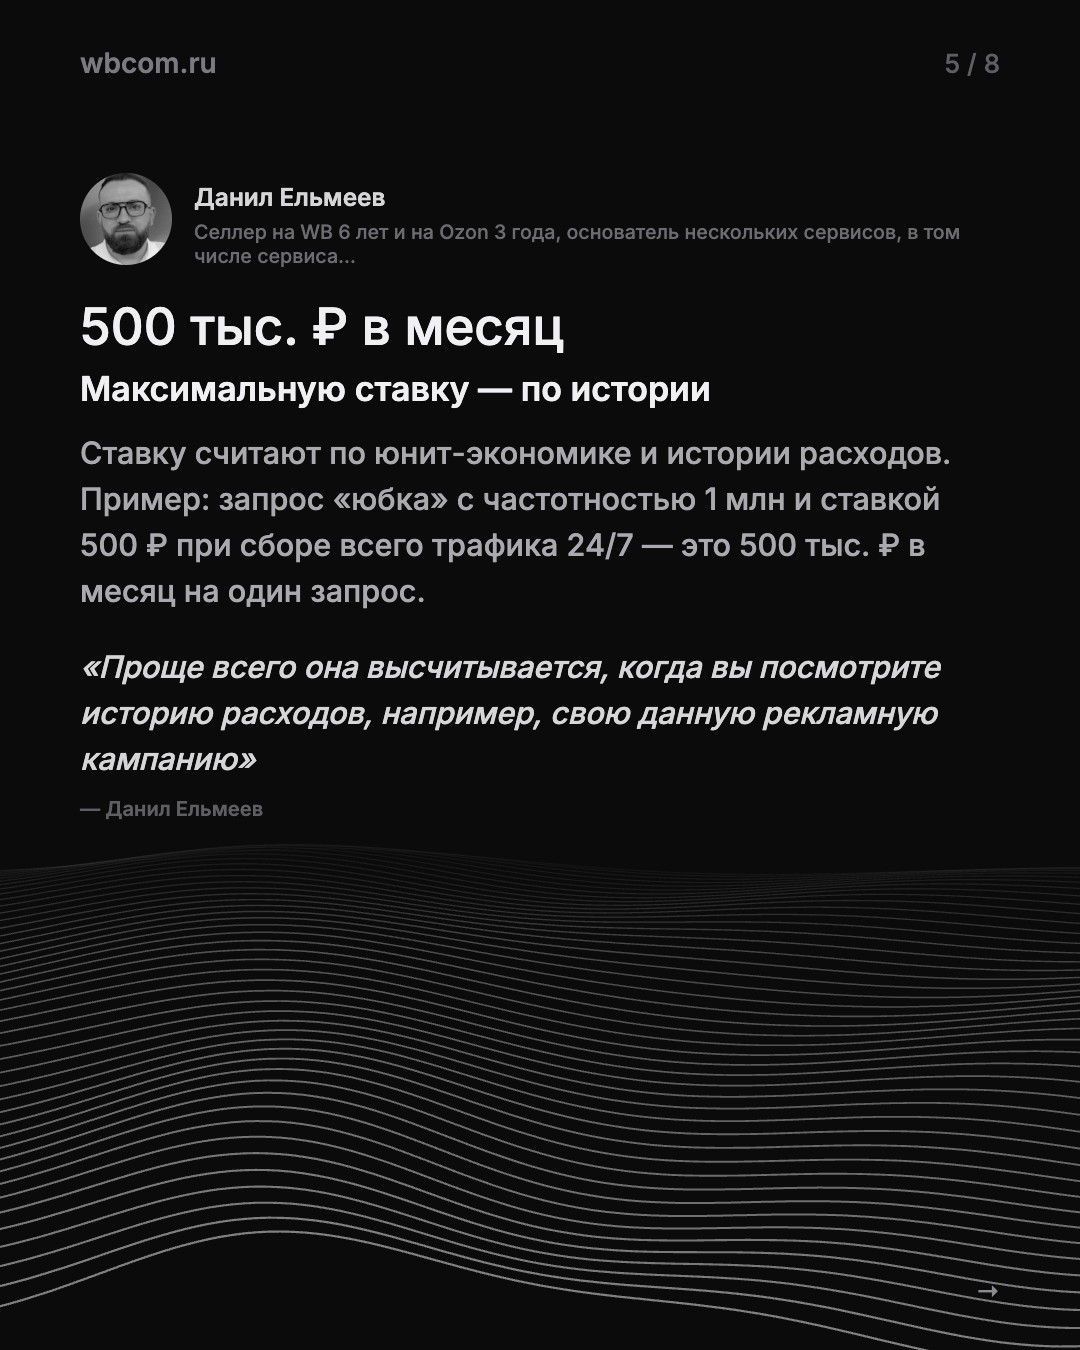 wbcom.ru
5 / 8
Данил Ельмеев
Селлер на WB 6 лет и на Ozon 3 года, основатель нескольких сервисов, в том
числе сервиса...
500 тыс. ₽ в месяц
Максимальную ставку — по истории
Ставку считают по юнит-экономике и истории расходов.
Пример: запрос «юбка» с частотностью 1 млн и ставкой
500 ₽ при сборе всего трафика 24/7 — это 500 тыс. ₽ в
месяц на один запрос.
«Проще всего она высчитывается, когда вы посмотрите
историю расходов, например, свою данную рекламную
кампанию»
— Данил Ельмеев
→